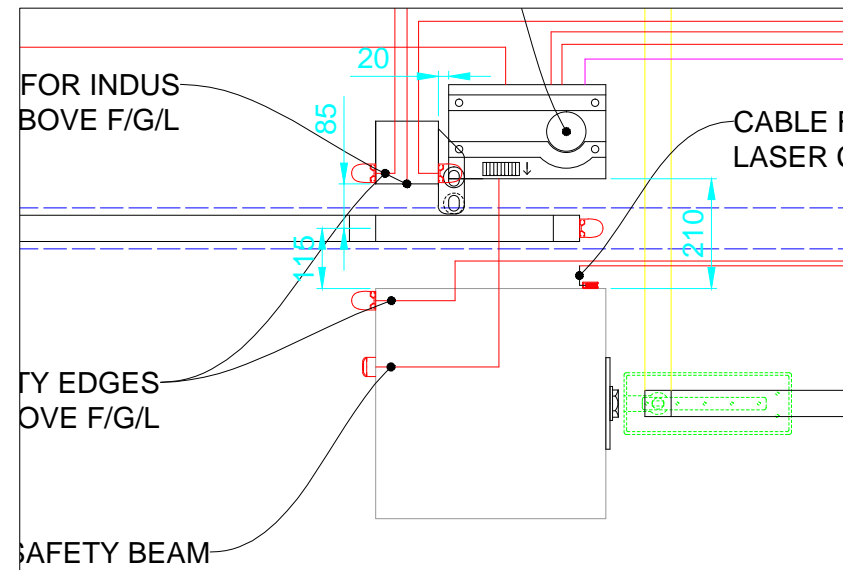 20
FOR INDUS
BOVE F/G/L
85
CABLE
LASER
115
210
TY EDGES
OVE F/G/L
SAFETY BEAM